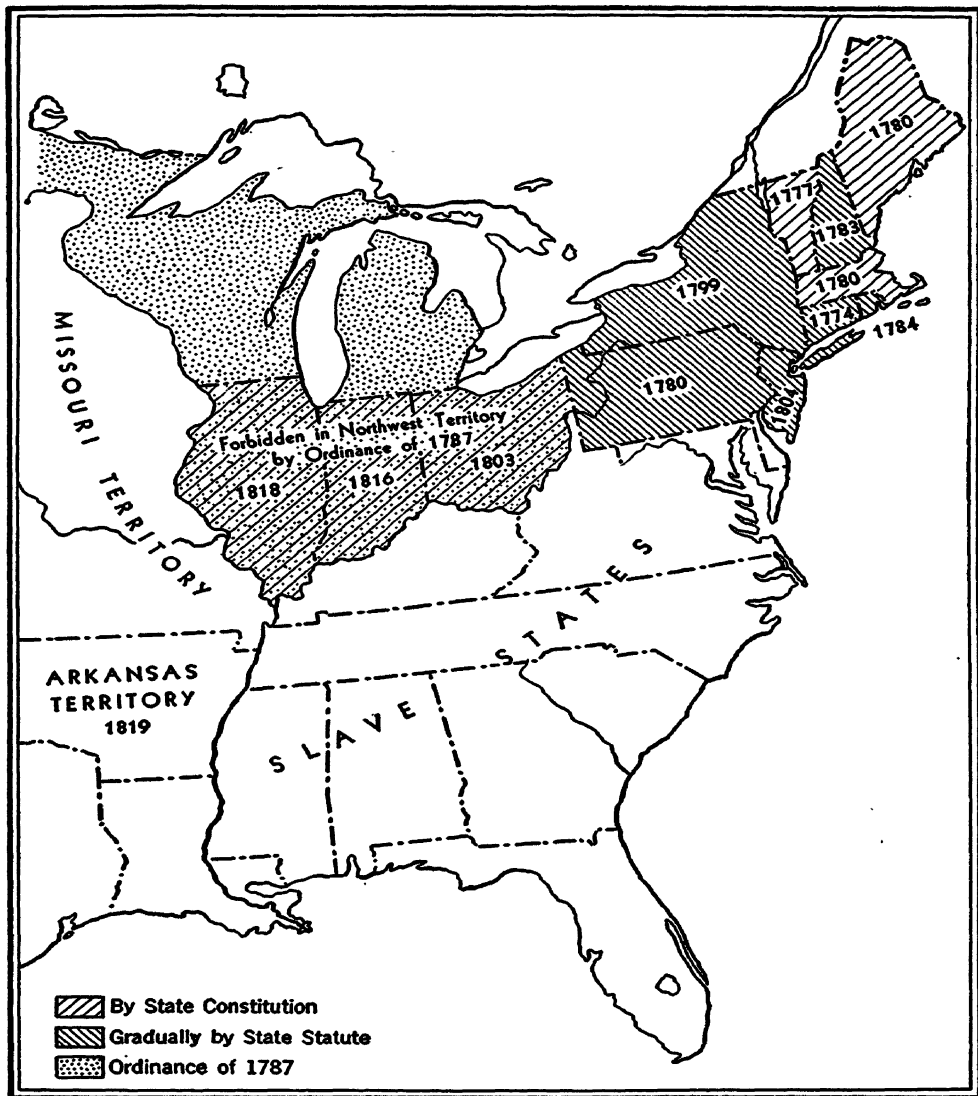 1780
1777
1783
1780
1799
1774
1784
1780
1804
MISSOURI TERRITORY
Forbidden in Northwest Territory
by Ordinance of 1787
1803
1816
1818
SLAVE STATES
ARKANSAS
TERRITORY
1819
By State Constitution
Gradually by State Statute
Ordinance of 1787